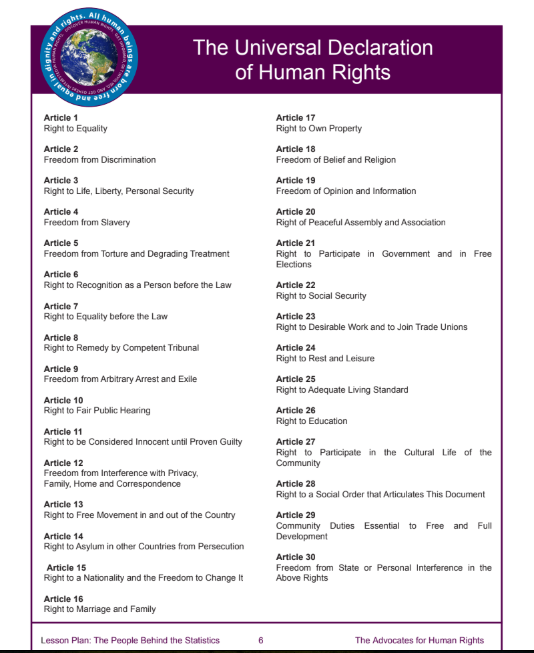 dignity and rights. All human beings are born free and equal in
The Universal Declaration
of Human Rights
Article 1
Right to Equality
Article 2
Freedom from Discrimination
Article 3
Right to Life, Liberty, Personal Security
Article 4
Freedom from Slavery
Article 5
Freedom from Torture and Degrading Treatment
Article 6
Right to Recognition as a Person before the Law
Article 7
Right to Equality before the Law
Article 8
Right to Remedy by Competent Tribunal
Article 9
Freedom from Arbitrary Arrest and Exile
Article 10
Right to Fair Public Hearing
Article 11
Right to be Considered Innocent until Proven Guilty
Article 12
Freedom from Interference with Privacy,
Family, Home and Correspondence
Article 13
Right to Free Movement in and out of the Country
Article 14
Right to Asylum in other Countries from Persecution
Article 15
Right to a Nationality and the Freedom to Change It
Article 16
Right to Marriage and Family
Article 17
Right to Own Property
Article 18
Freedom of Belief and Religion
Article 19
Freedom of Opinion and Information
Article 20
Right of Peaceful Assembly and Association
Article 21
Right to Participate in Government and in Free
Elections
Article 22
Right to Social Security
Article 23
Right to Desirable Work and to Join Trade Unions
Article 24
Right to Rest and Leisure
Article 25
Right to Adequate Living Standard
Article 26
Right to Education
Article 27
Right to Participate in the Cultural Life of the
Community
Article 28
Right to a Social Order that Articulates This Document
Article 29
Community Duties Essential to Free and Full
Development
Article 30
Freedom from State or Personal Interference in the
Above Rights
Lesson Plan: The People Behind the Statistics
6
The Advocates for Human Rights